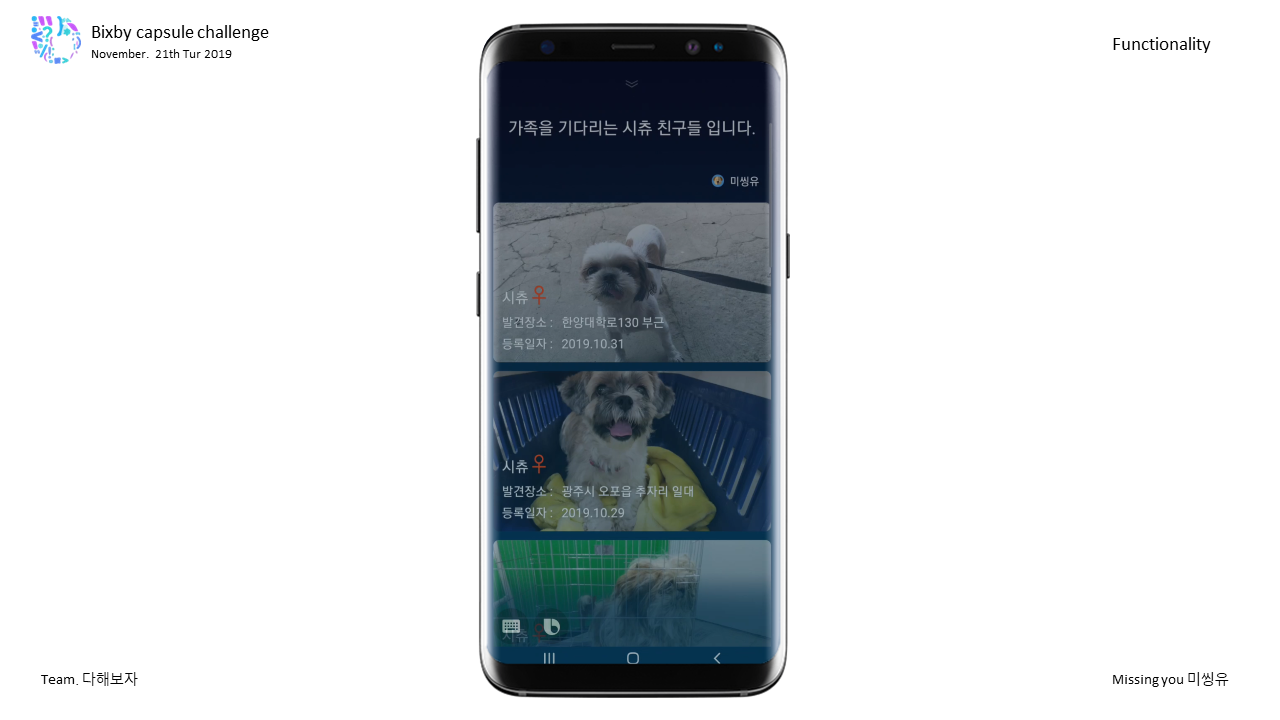 Bixby capsule challenge
November. 21th Tur 2019
Functionality
가족을 기다리는 시츄 친구들 입니다.
미씽유
시츄
발견장소 : 한양대학로130 부근
등록일자 : 2019.10.31
시츄
발견장소 : 광주시 오포읍 추자리 일대
등록일자 : 2019.10.29
시츄
Team. 다해보자
Missing you 미씽유